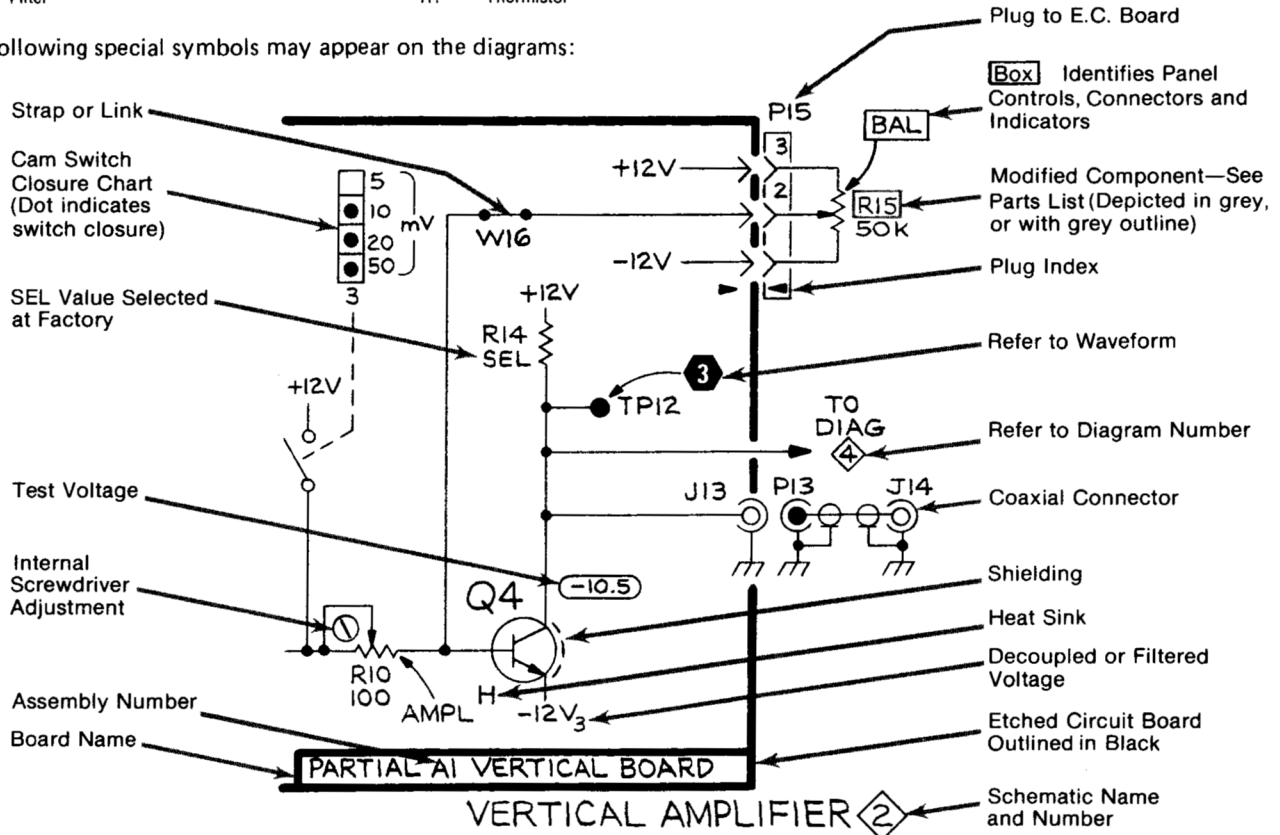 Filter
Thermistor
ollowing special symbols may appear on the diagrams:
Plug to E.C. Board
Box Identifies Panel
Controls, Connectors and
Indicators
Strap or Link
P15
BAL
Cam Switch
Closure Chart
(Dot indicates
switch closure)
5
10
20
50
mV
3
+12V
3
2
W16
-12V
R15
50K
Modified Component—See
Parts List (Depicted in grey,
or with grey outline)
Plug Index
SEL Value Selected
at Factory
+12V
R14
SEL
3
TP12
Refer to Waveform
+12V
TO
DIAG
4
Refer to Diagram Number
Test Voltage
J13
P13
J14
Coaxial Connector
Internal
Screwdriver
Adjustment
Q4
-10.5
Shielding
Heat Sink
R10
100
AMPL
H
-12V3
Decoupled or Filtered
Voltage
Assembly Number
Board Name
Etched Circuit Board
Outlined in Black
PARTIAL A1 VERTICAL BOARD
VERTICAL AMPLIFIER 2
Schematic Name
and Number